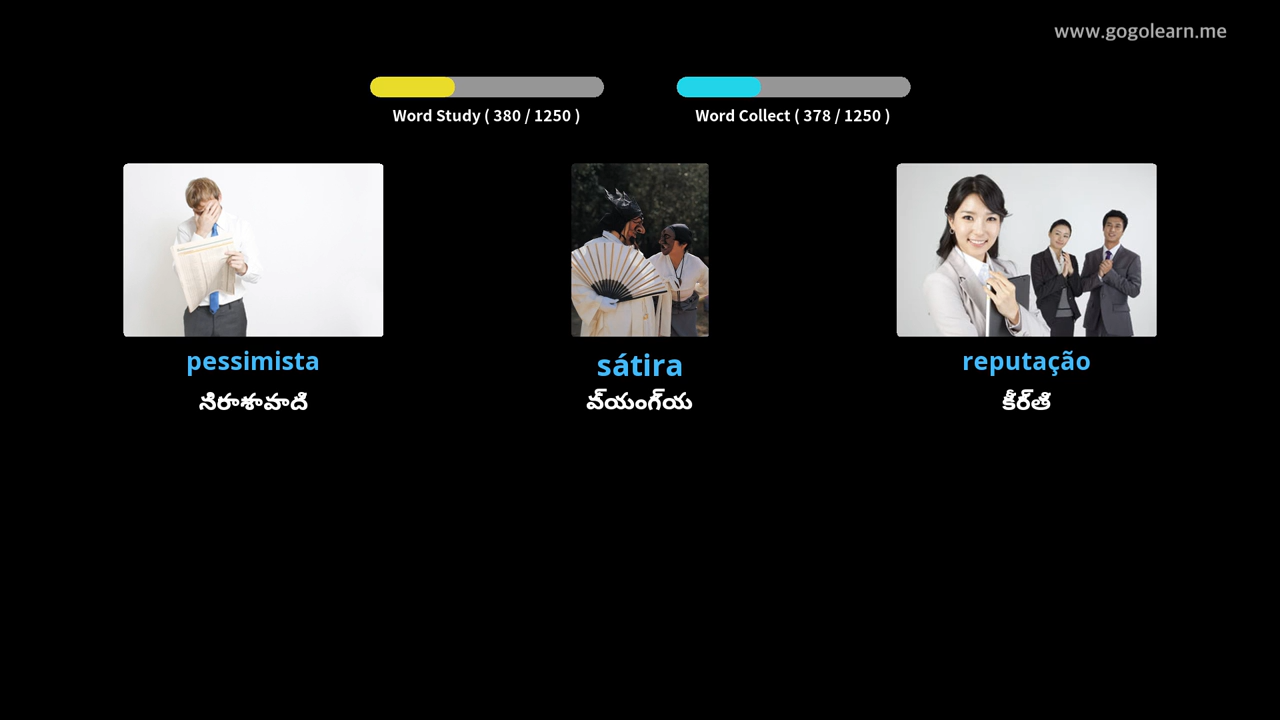 www.gogolearn.me
Word Study ( 380 / 1250 )
Word Collect ( 378 / 1250 )
pessimista
sátira
reputação
నిరాశావాది
వ్‌యంగ్‌య
కీర్‌తి